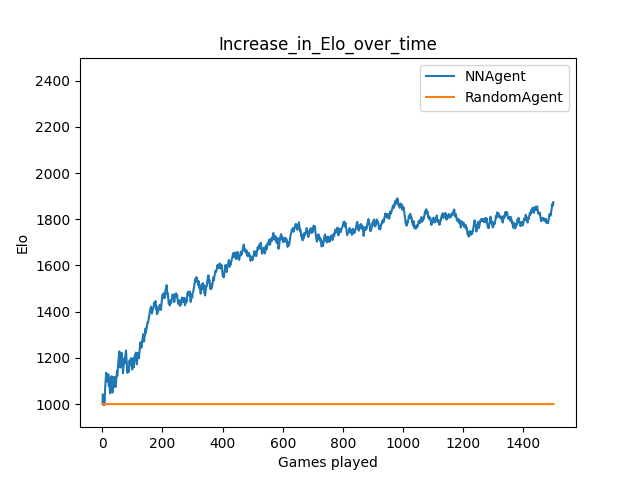 Increase_in_Elo_over_time
NNAgent
RandomAgent
2400
2200
2000
1800
1600
1400
1200
1000
Elo
0 200 400 600 800 1000 1200 1400
Games played